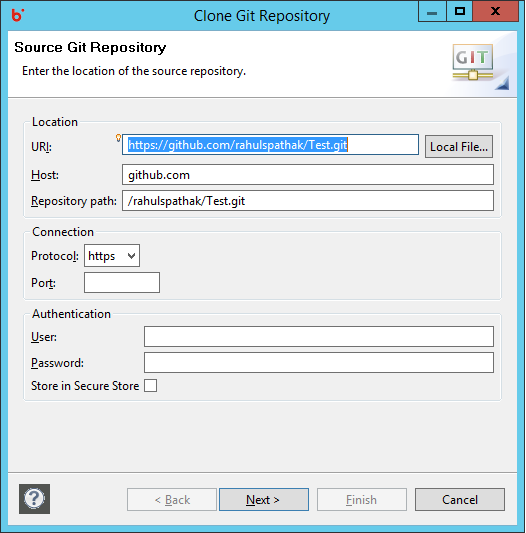 Clone Git Repository
Source Git Repository
Enter the location of the source repository.
GIT
Location
URI: https://github.com/rahulspathak/Test.git Local File...
Host: github.com
Repository path: /rahulspathak/Test.git
Connection
Protocol: https
Port:
Authentication
User:
Password:
Store in Secure Store
? < Back Next > Finish Cancel